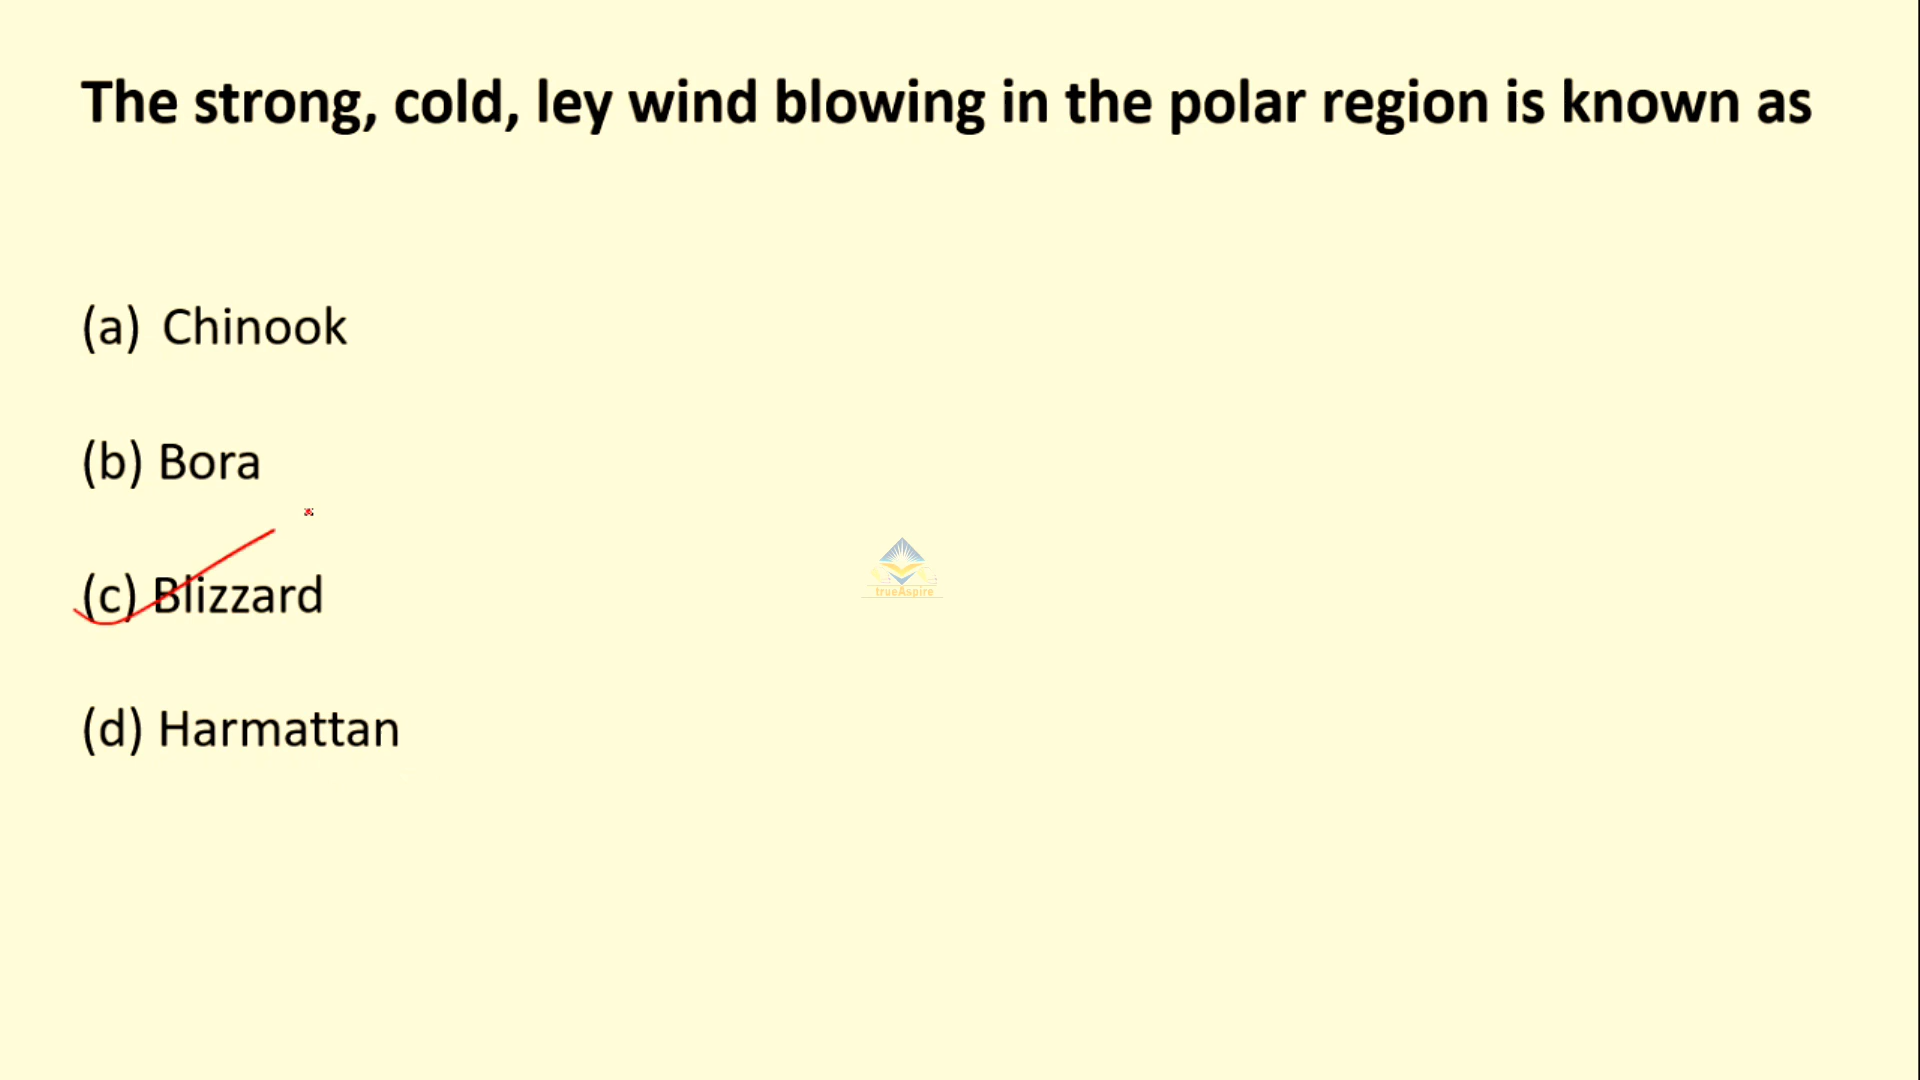 The strong, cold, ley wind blowing in the polar region is known as
(a) Chinook
(b) Bora
(c) Blizzard
trueAspire
(d) Harmattan